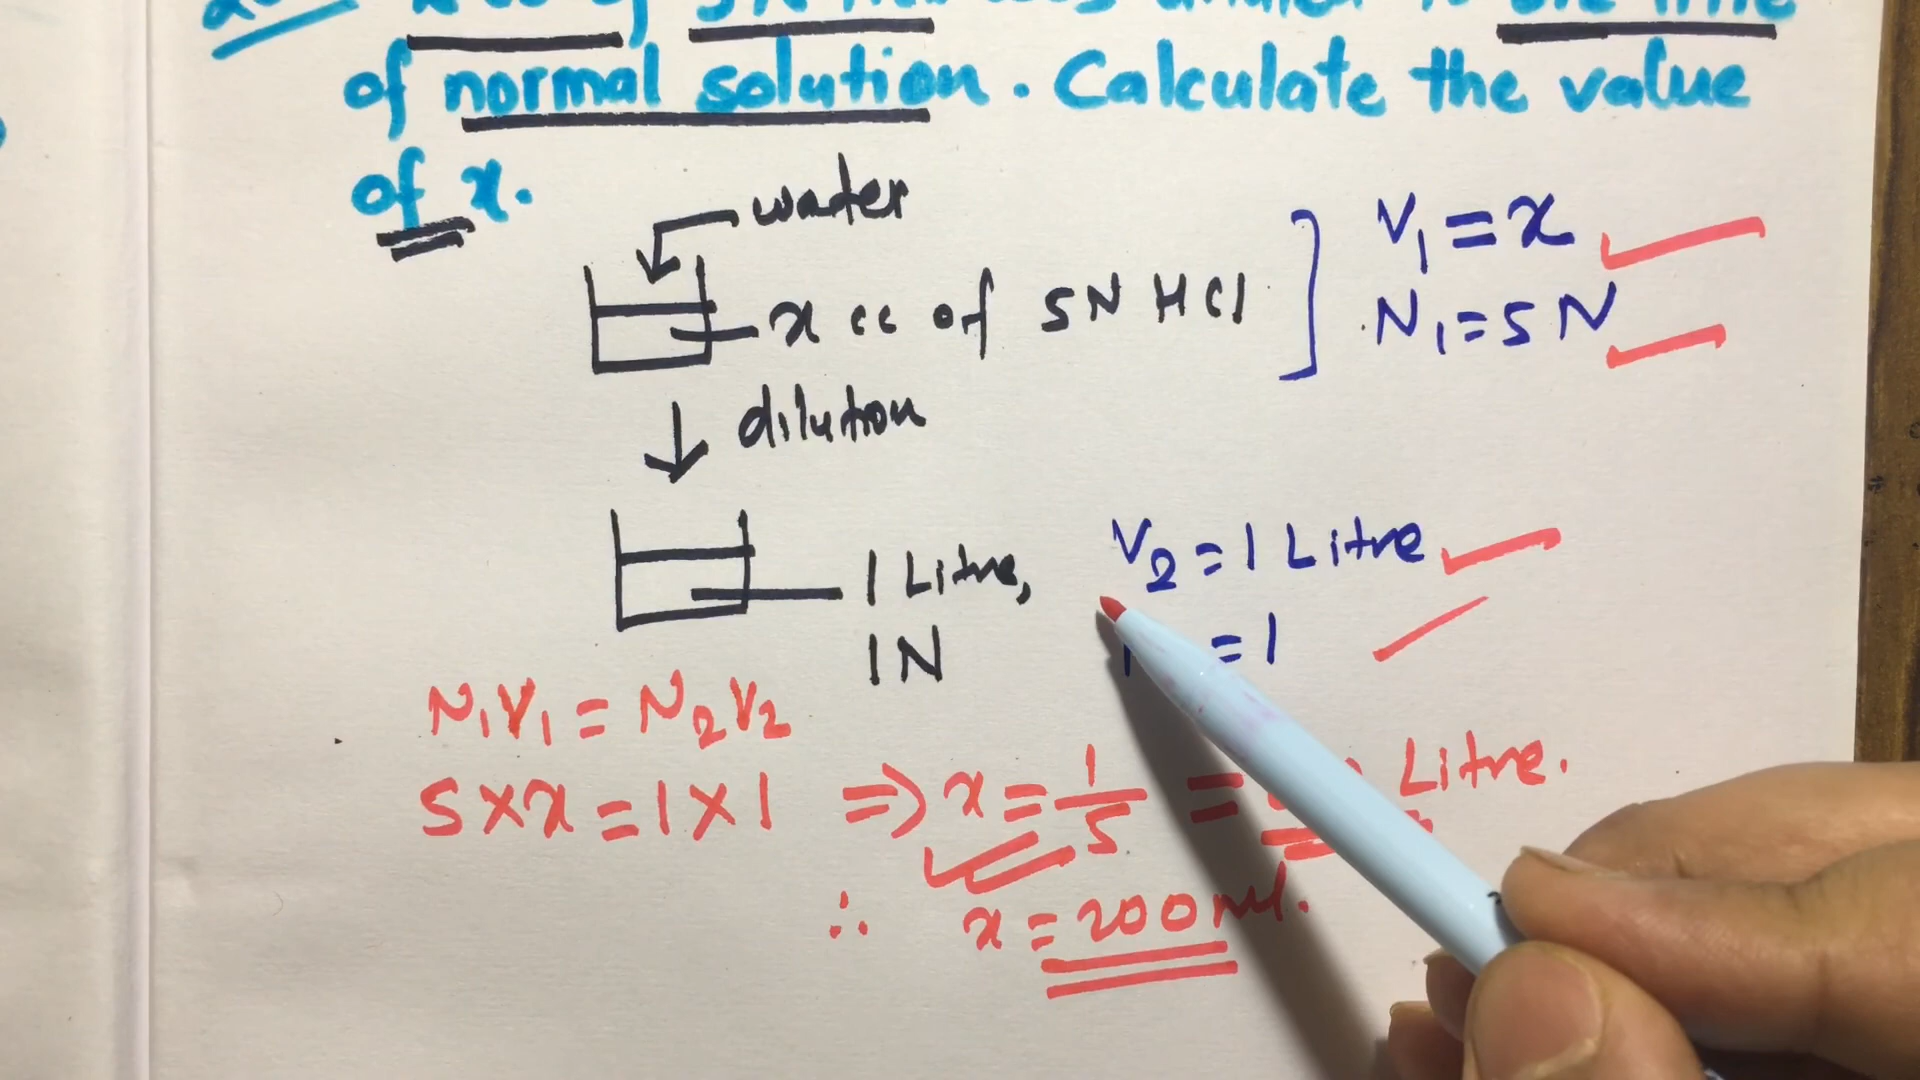 of normal solution. Calculate the value
of x.
water
x cc of 5N HCl
V₁ = x
N₁ = 5N
dilution
1 Litre,
1N
V₂ = 1 Litre
= 1
N₁V₁ = N₂V₂
5 × x = 1 × 1 ⇒ x = 1/5 = Litre.
∴ x = 200 ml.